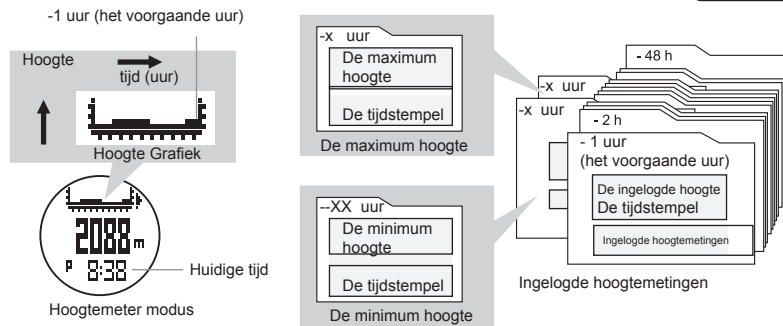 -1 uur (het voorgaande uur)
Hoogte
tijd (uur)
Hoogte Grafiek
2088 m
P 8:38
Huidige tijd
Hoogtemeter modus
-x uur
De maximum
hoogte
De tijdstempel
De maximum hoogte
--XX uur
De minimum
hoogte
De tijdstempel
De minimum hoogte
- 48 h
-x uur
-x uur
- 2 h
- 1 uur
(het voorgaande uur)
De ingelogde hoogte
De tijdstempel
Ingelogde hoogtemetingen
Ingelogde hoogtemetingen